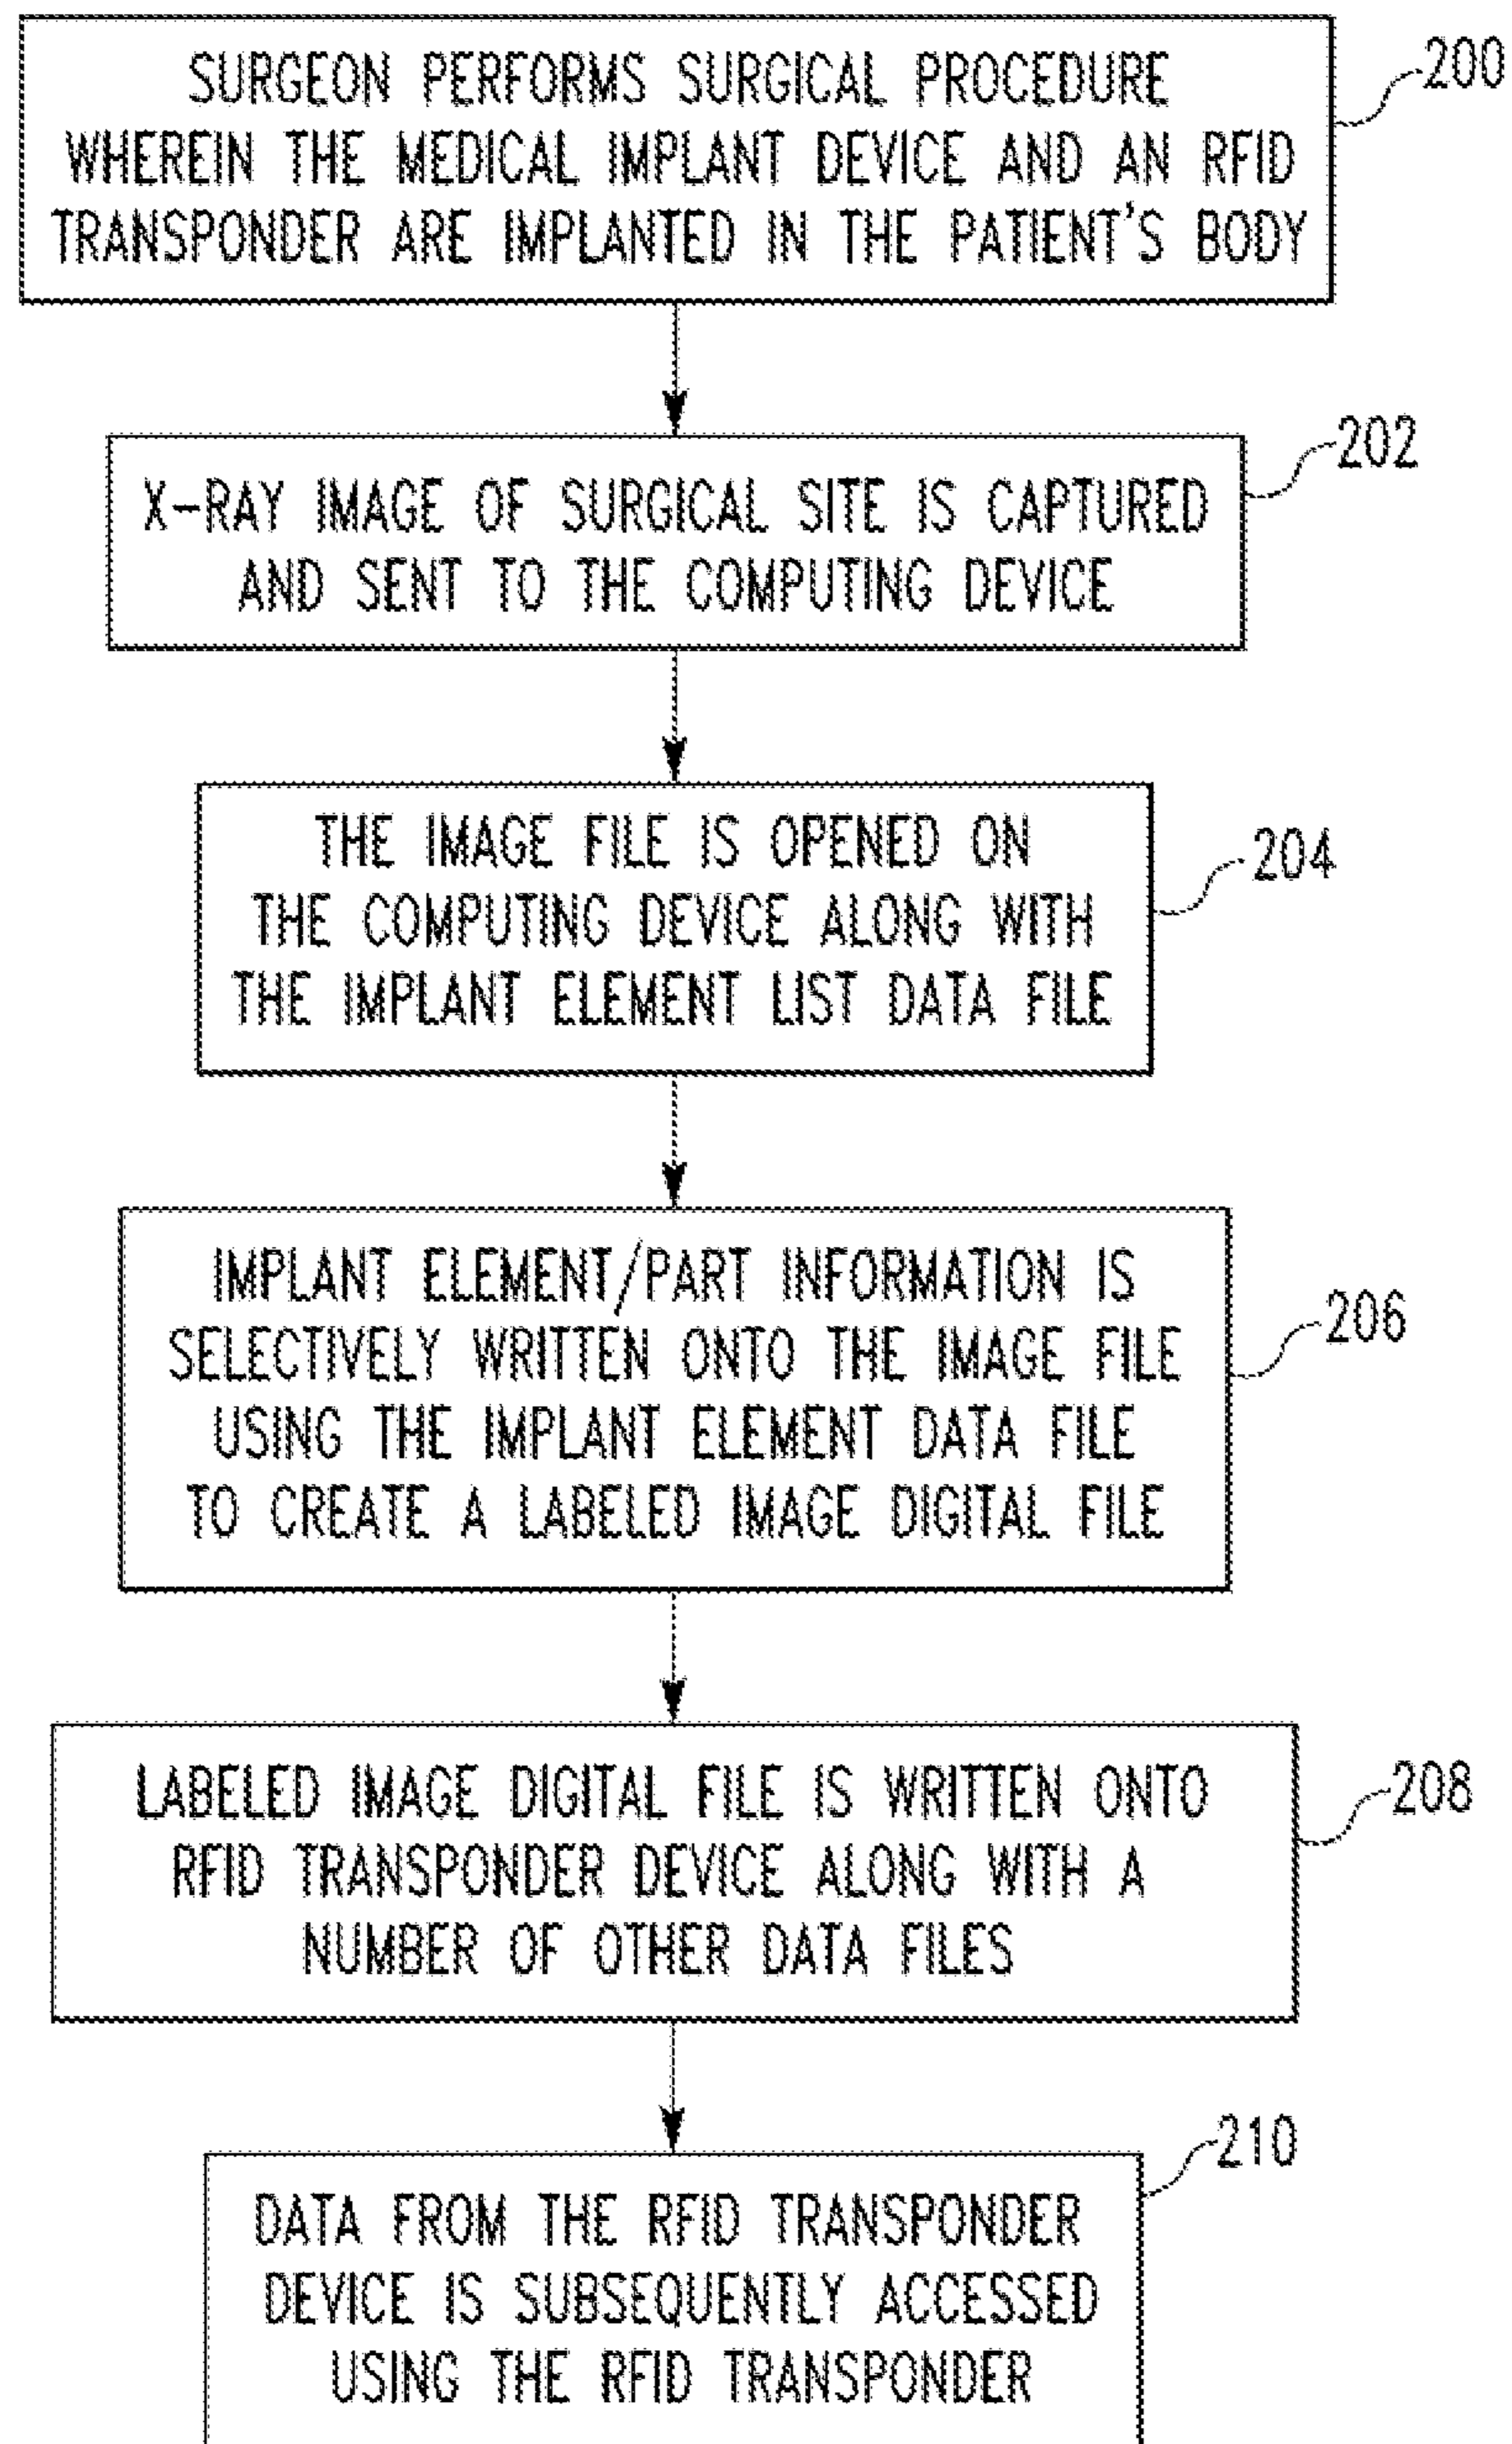 SURGEON PERFORMS SURGICAL PROCEDURE
WHEREIN THE MEDICAL IMPLANT DEVICE AND AN RFID
TRANSPONDER ARE IMPLANTED IN THE PATIENT'S BODY
200
X-RAY IMAGE OF SURGICAL SITE IS CAPTURED
AND SENT TO THE COMPUTING DEVICE
202
THE IMAGE FILE IS OPENED ON
THE COMPUTING DEVICE ALONG WITH
THE IMPLANT ELEMENT LIST DATA FILE
204
IMPLANT ELEMENT/PART INFORMATION IS
SELECTIVELY WRITTEN ONTO THE IMAGE FILE
USING THE IMPLANT ELEMENT DATA FILE
TO CREATE A LABELED IMAGE DIGITAL FILE
206
LABELED IMAGE DIGITAL FILE IS WRITTEN ONTO
RFID TRANSPONDER DEVICE ALONG WITH A
NUMBER OF OTHER DATA FILES
208
DATA FROM THE RFID TRANSPONDER
DEVICE IS SUBSEQUENTLY ACCESSED
USING THE RFID TRANSPONDER
210